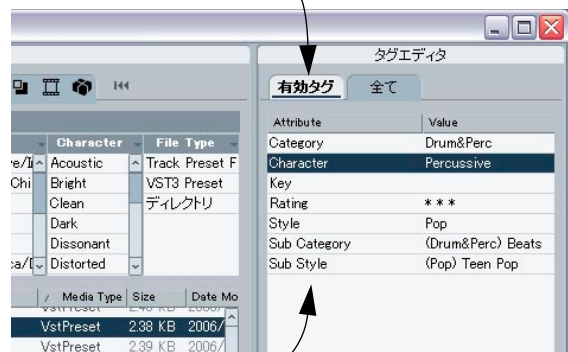 タグエディタ
有効タグ 全て
Attribute Value
Category Drum&Perc
Character Percussive
Key
Rating ***
Style Pop
Sub Category (Drum&Perc) Beats
Sub Style (Pop) Teen Pop
Character File Type
Acoustic Track Preset F
Bright VST3 Preset
Clean ディレクトリ
Dark
Dissonant
Distorted
Media Type Size Date Mo
VstPreset 2.38 KB 2006/
VstPreset 2.39 KB 2006/